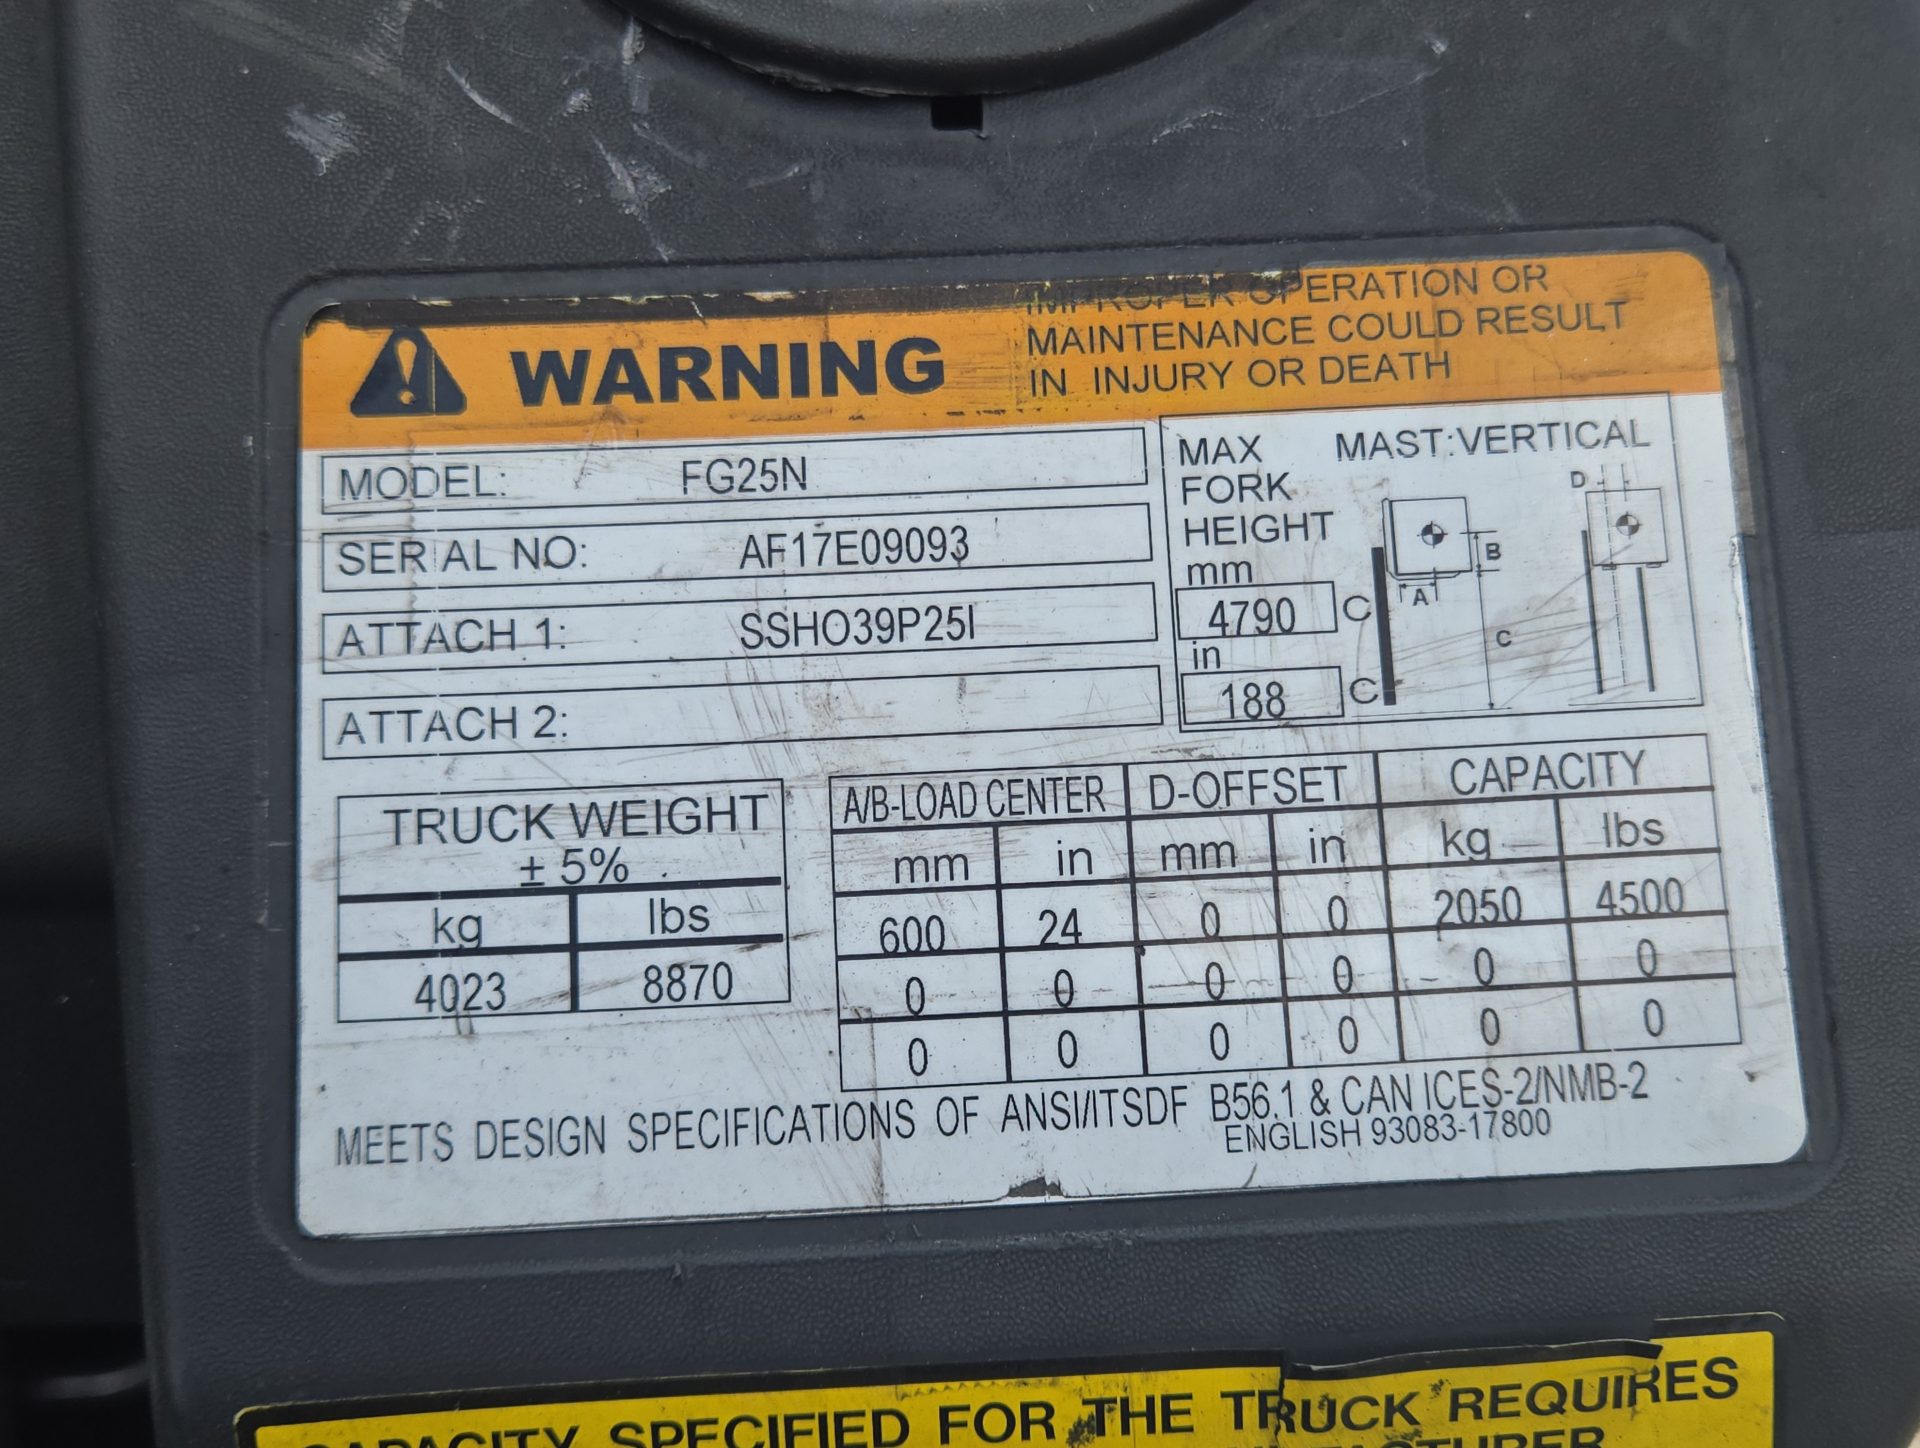 WARNING
IMPROPER OPERATION OR
MAINTENANCE COULD RESULT
IN INJURY OR DEATH
MODEL: FG25N
SERIAL NO: AF17E09093
ATTACH 1: SSHO39P25I
ATTACH 2:
MAX FORK HEIGHT
MAST:VERTICAL
mm
4790 C
in
188 C
D
B
A
C
TRUCK WEIGHT
± 5%
kg lbs
4023 8870
A/B-LOAD CENTER D-OFFSET CAPACITY
mm in mm in kg lbs
600 24 0 0 2050 4500
0 0 0 0 0 0
0 0 0 0 0 0
MEETS DESIGN SPECIFICATIONS OF ANSI/ITSDF B56.1 & CAN ICES-2/NMB-2
ENGLISH 93083-17800
CAPACITY SPECIFIED FOR THE TRUCK REQUIRES